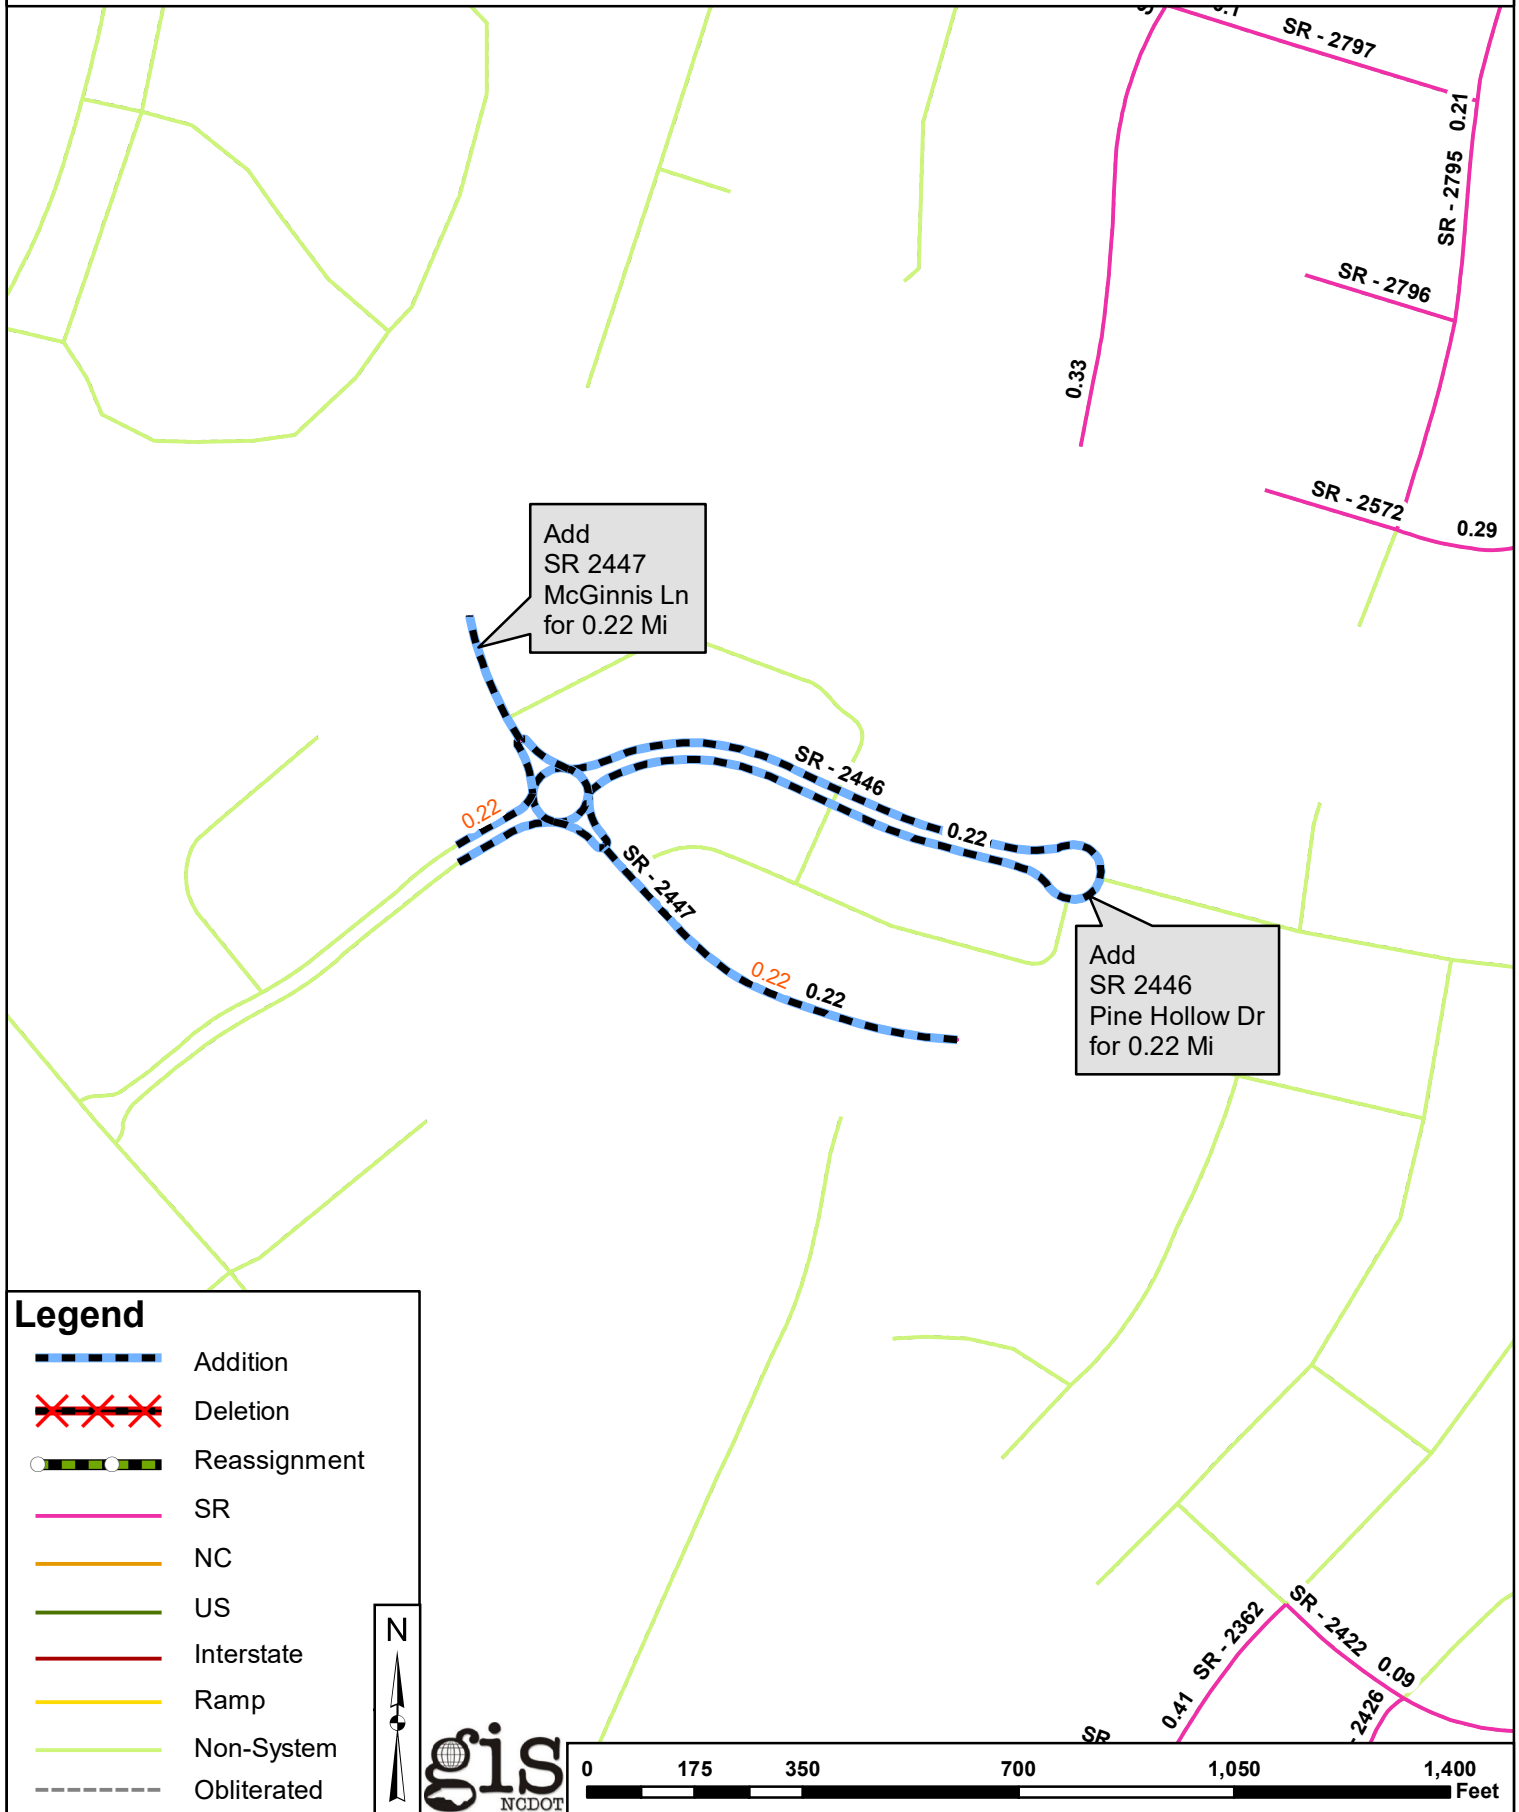 0.1
SR - 2797
0.21
SR - 2795
SR - 2796
0.33
SR - 2572
0.29
Add
SR 2447
McGinnis Ln
for 0.22 Mi
SR - 2446
0.22
0.22
SR - 2447
0.22
0.22
Add
SR 2446
Pine Hollow Dr
for 0.22 Mi
SR - 2362
0.41
SR - 2422
0.09
- 2426
SR
Legend
Addition
Deletion
Reassignment
SR
NC
US
Interstate
Ramp
Non-System
Obliterated
N
gis
NCDOT
0 175 350 700 1,050 1,400
Feet